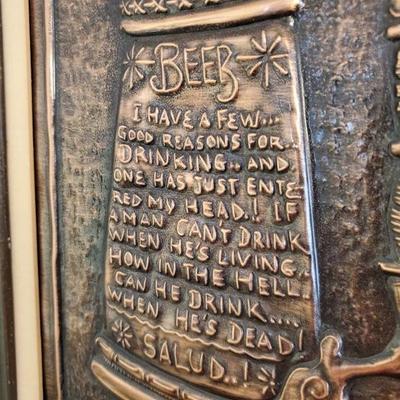 BEER
I HAVE A FEW...
GOOD REASONS FOR..
DRINKING.. AND
ONE HAS JUST ENTE
RED MY HEAD.! IF
A MAN CAN'T DRINK
WHEN HE'S LIVING..
HOW IN THE HELL..
CAN HE DRINK....
WHEN HE'S DEAD!
SALUD..!